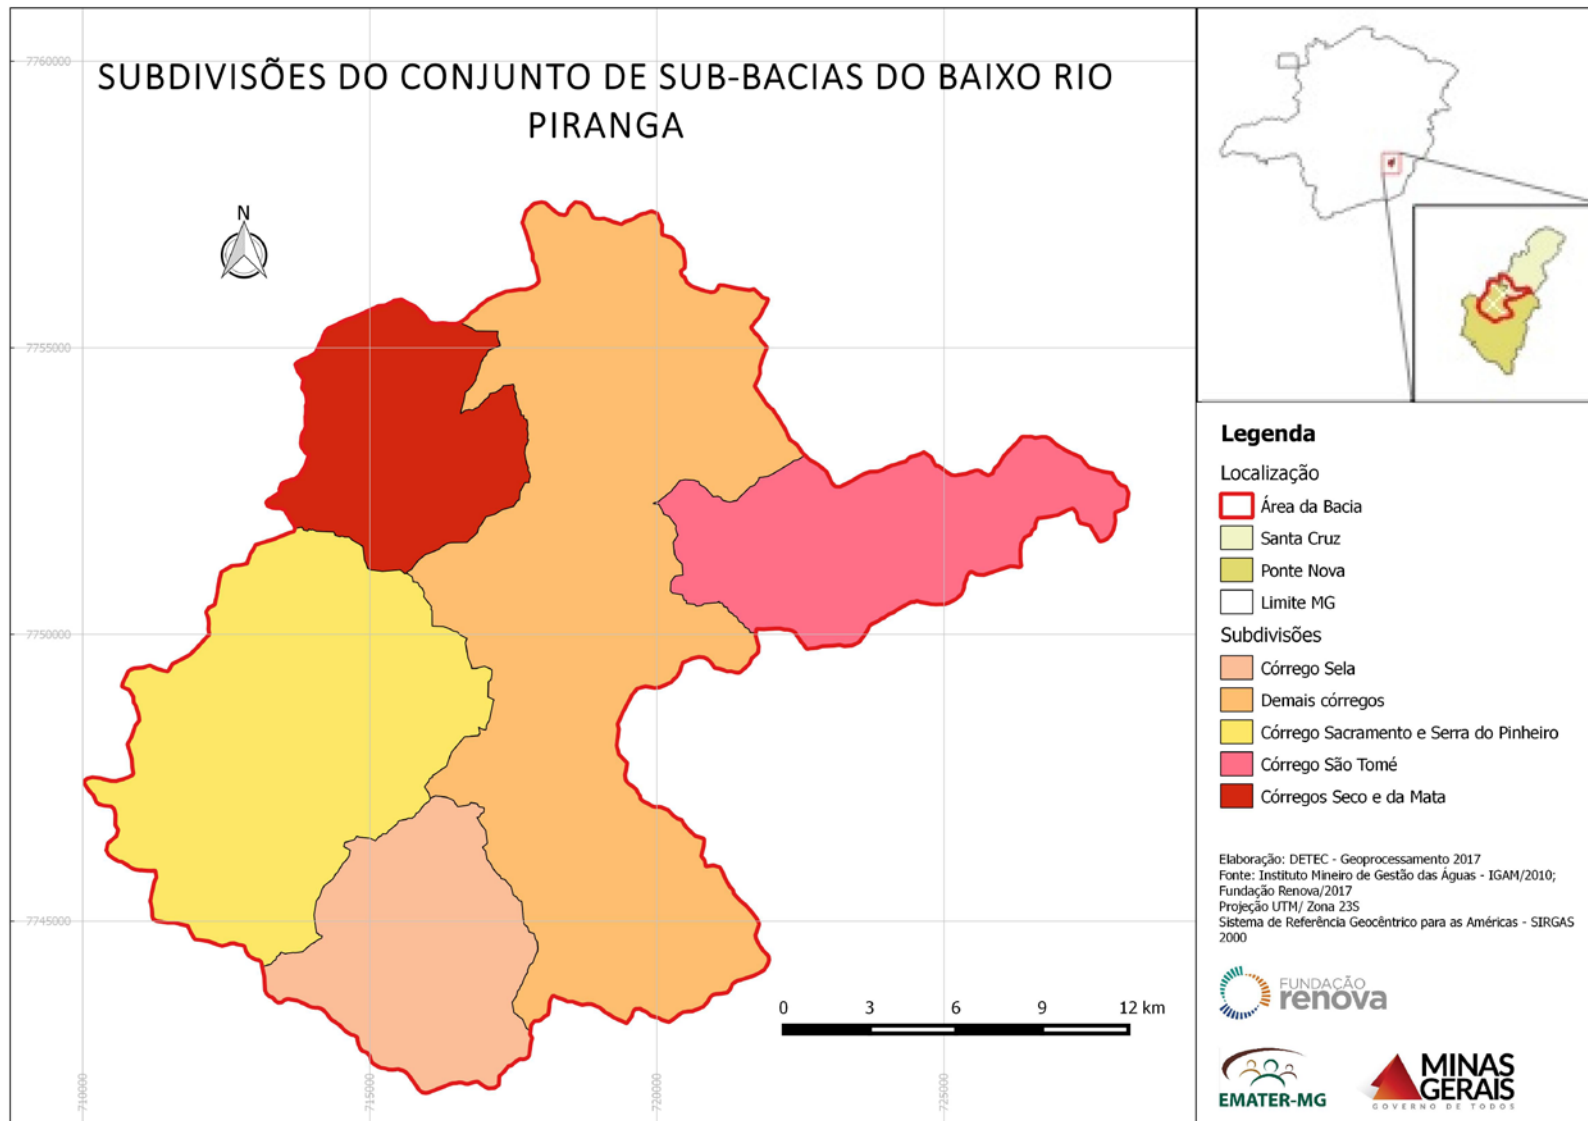 SUBDIVISÕES DO CONJUNTO DE SUB-BACIAS DO BAIXO RIO
PIRANGA
N
7760000
7755000
7750000
7745000
710000
715000
720000
725000
0 3 6 9 12 km
Legenda
Localização
Área da Bacia
Santa Cruz
Ponte Nova
Limite MG
Subdivisões
Córrego Sela
Demais córregos
Córrego Sacramento e Serra do Pinheiro
Córrego São Tomé
Córregos Seco e da Mata
Elaboração: DETEC - Geoprocessamento 2017
Fonte: Instituto Mineiro de Gestão das Águas - IGAM/2010;
Fundação Renova/2017
Projeção UTM/ Zona 23S
Sistema de Referência Geocêntrico para as Américas - SIRGAS
2000
FUNDAÇÃO
renova
EMATER-MG
MINAS
GERAIS
GOVERNO DE TODOS